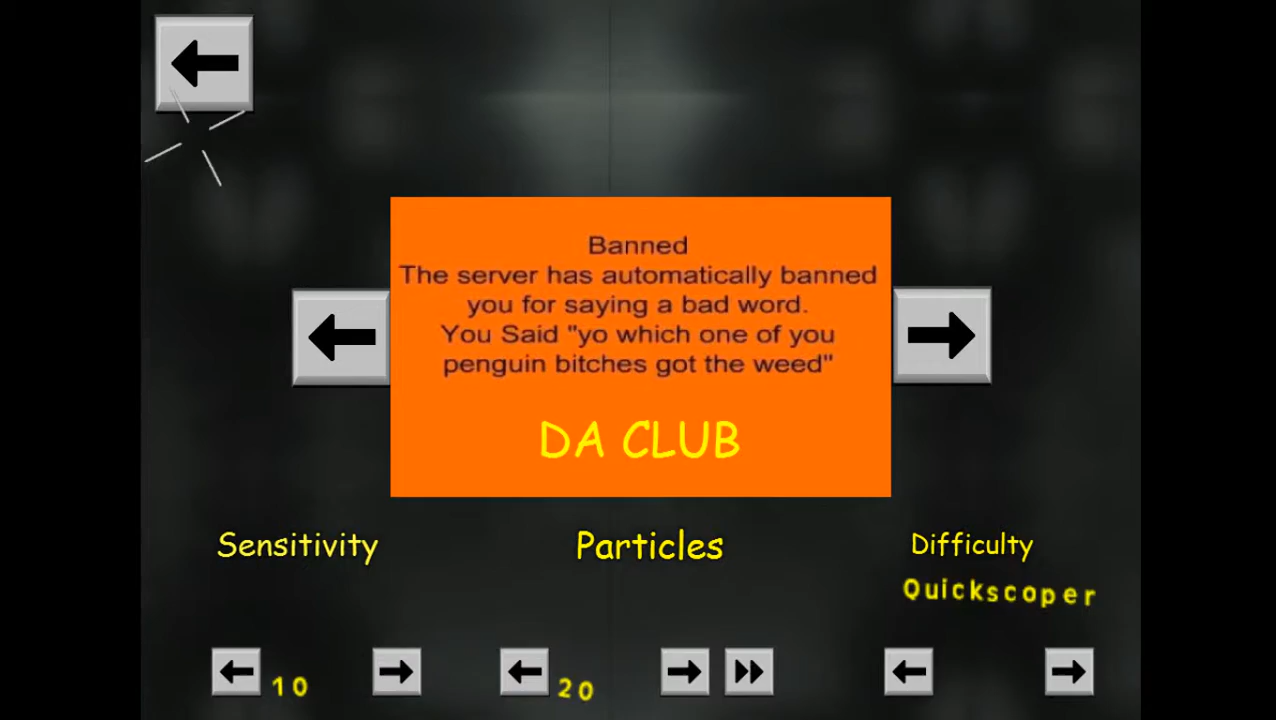 Banned
The server has automatically banned
you for saying a bad word.
You Said "yo which one of you
penguin bitches got the weed"
DA CLUB
Sensitivity
Particles
Difficulty
Quickscoper
10
20